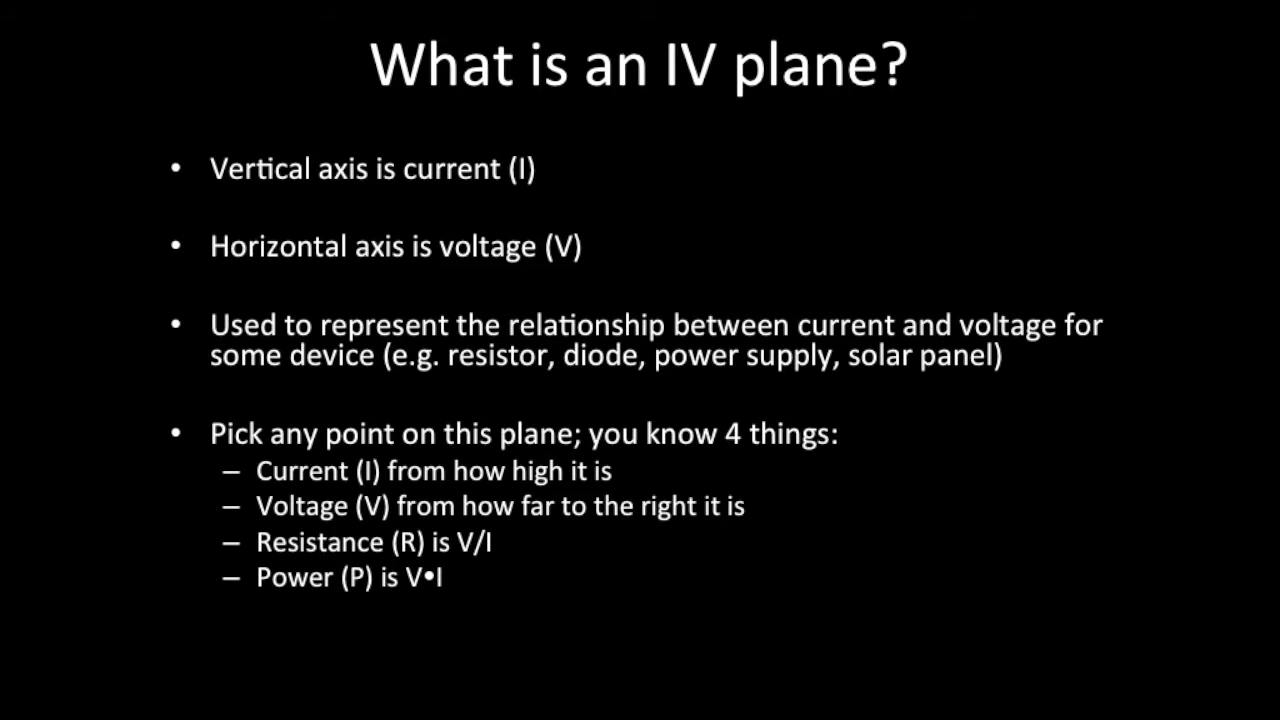 What is an IV plane?
• Vertical axis is current (I)
• Horizontal axis is voltage (V)
• Used to represent the relationship between current and voltage for
some device (e.g. resistor, diode, power supply, solar panel)
• Pick any point on this plane; you know 4 things:
– Current (I) from how high it is
– Voltage (V) from how far to the right it is
– Resistance (R) is V/I
– Power (P) is V•I